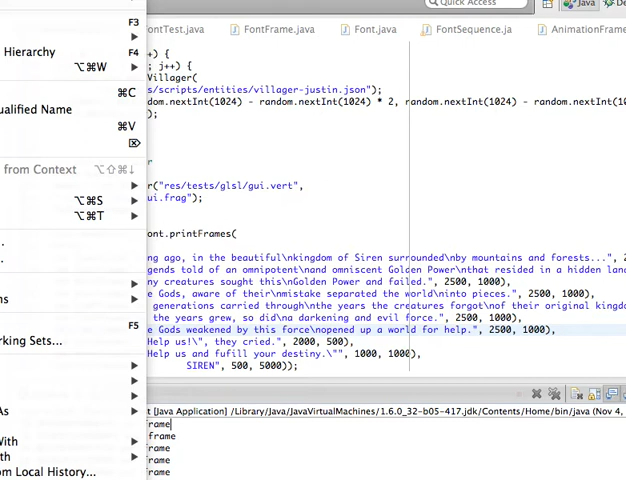 Quick Access
Java
De
F3
Hierarchy F4
⌥⌘W
⌘C
ualified Name
⌘V
from Context ⌥⇧⌘↓
⌥⌘S
⌥⌘T
..
.
ns
F5
rking Sets...
As
With
th
om Local History...
ontTest.java FontFrame.java Font.java FontSequence.ja AnimationFrame
++) {
; j++) {
Villager(
s/scripts/entities/villager-justin.json");
dom.nextInt(1024) - random.nextInt(1024) * 2, random.nextInt(1024) - random.nextInt(10
);
r
r("res/tests/glsl/gui.vert",
ui.frag");
ont.printFrames(
ng ago, in the beautiful\nkingdom of Siren surrounded\nby mountains and forests...", 2
gends told of an omnipotent\nand omniscent Golden Power\nthat resided in a hidden land
ny creatures sought this\nGolden Power and failed.", 2500, 1000),
e Gods, aware of their\nmistake separated the world\ninto pieces.", 2500, 1000),
generations carried through\nthe years the creatures forgot\nof their original kingdo
the years grew, so did\na darkening and evil force.", 2500, 1000),
e Gods weakened by this force\nopened up a world for help.", 2500, 1000),
Help us!\", they cried.", 2000, 500),
Help us and fufill your destiny.\"", 1000, 1000),
SIREN", 500, 5000));
t [Java Application] /Library/Java/JavaVirtualMachines/1.6.0_32-b05-417.jdk/Contents/Home/bin/java (Nov 4,
frame
frame
frame
frame
frame